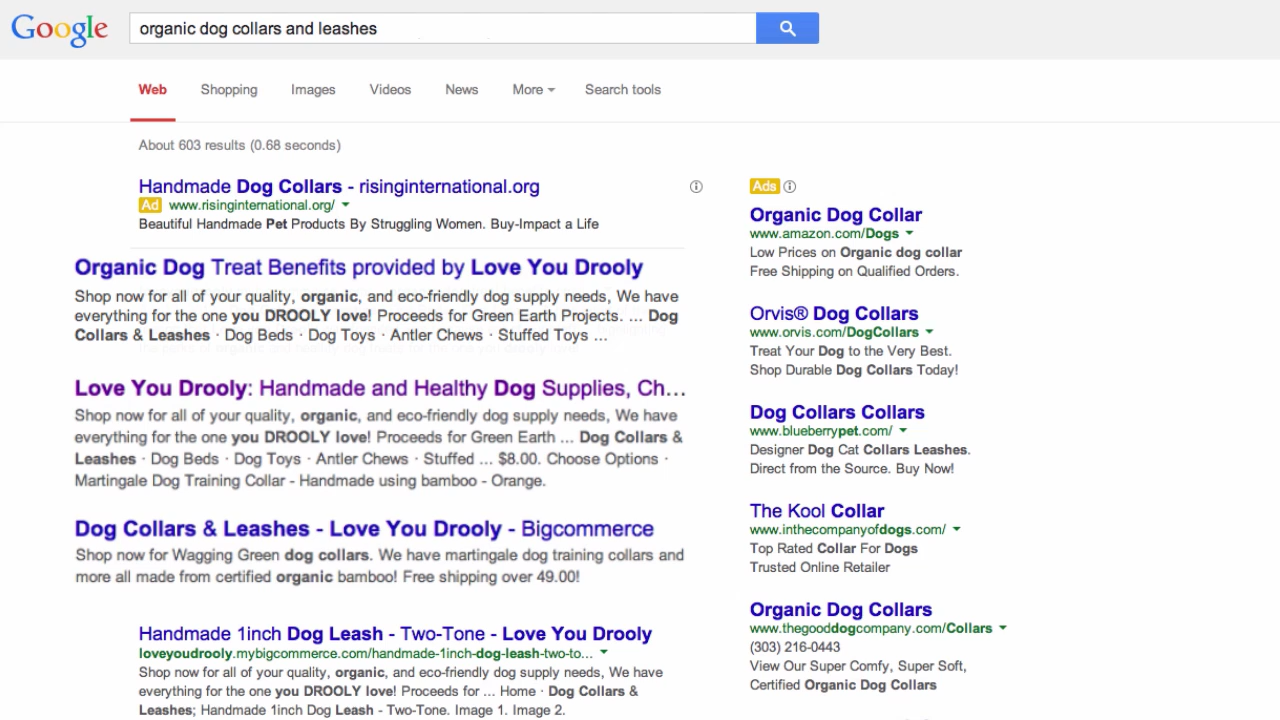 Google
organic dog collars and leashes
Web Shopping Images Videos News More Search tools
About 603 results (0.68 seconds)
Handmade Dog Collars - risinginternational.org
Ad www.risinginternational.org/
Beautiful Handmade Pet Products By Struggling Women. Buy-Impact a Life
Organic Dog Treat Benefits provided by Love You Drooly
Shop now for all of your quality, organic, and eco-friendly dog supply needs, We have
everything for the one you DROOLY love! Proceeds for Green Earth Projects. ... Dog
Collars & Leashes · Dog Beds · Dog Toys · Antler Chews · Stuffed Toys ...
Love You Drooly: Handmade and Healthy Dog Supplies, Ch...
Shop now for all of your quality, organic, and eco-friendly dog supply needs, We have
everything for the one you DROOLY love! Proceeds for Green Earth ... Dog Collars &
Leashes · Dog Beds · Dog Toys · Antler Chews · Stuffed ... $8.00. Choose Options ·
Martingale Dog Training Collar - Handmade using bamboo - Orange.
Dog Collars & Leashes - Love You Drooly - Bigcommerce
Shop now for Wagging Green dog collars. We have martingale dog training collars and
more all made from certified organic bamboo! Free shipping over 49.00!
Handmade 1inch Dog Leash - Two-Tone - Love You Drooly
loveyoudrooly.mybigcommerce.com/handmade-1inch-dog-leash-two-to...
Shop now for all of your quality, organic, and eco-friendly dog supply needs, We have
everything for the one you DROOLY love! Proceeds for ... Home · Dog Collars &
Leashes; Handmade 1inch Dog Leash - Two-Tone. Image 1. Image 2.
Ads
Organic Dog Collar
www.amazon.com/Dogs
Low Prices on Organic dog collar
Free Shipping on Qualified Orders.
Orvis® Dog Collars
www.orvis.com/DogCollars
Treat Your Dog to the Very Best.
Shop Durable Dog Collars Today!
Dog Collars Collars
www.blueberrypet.com/
Designer Dog Cat Collars Leashes.
Direct from the Source. Buy Now!
The Kool Collar
www.inthecompanyofdogs.com/
Top Rated Collar For Dogs
Trusted Online Retailer
Organic Dog Collars
www.thegooddogcompany.com/Collars
(303) 216-0443
View Our Super Comfy, Super Soft,
Certified Organic Dog Collars